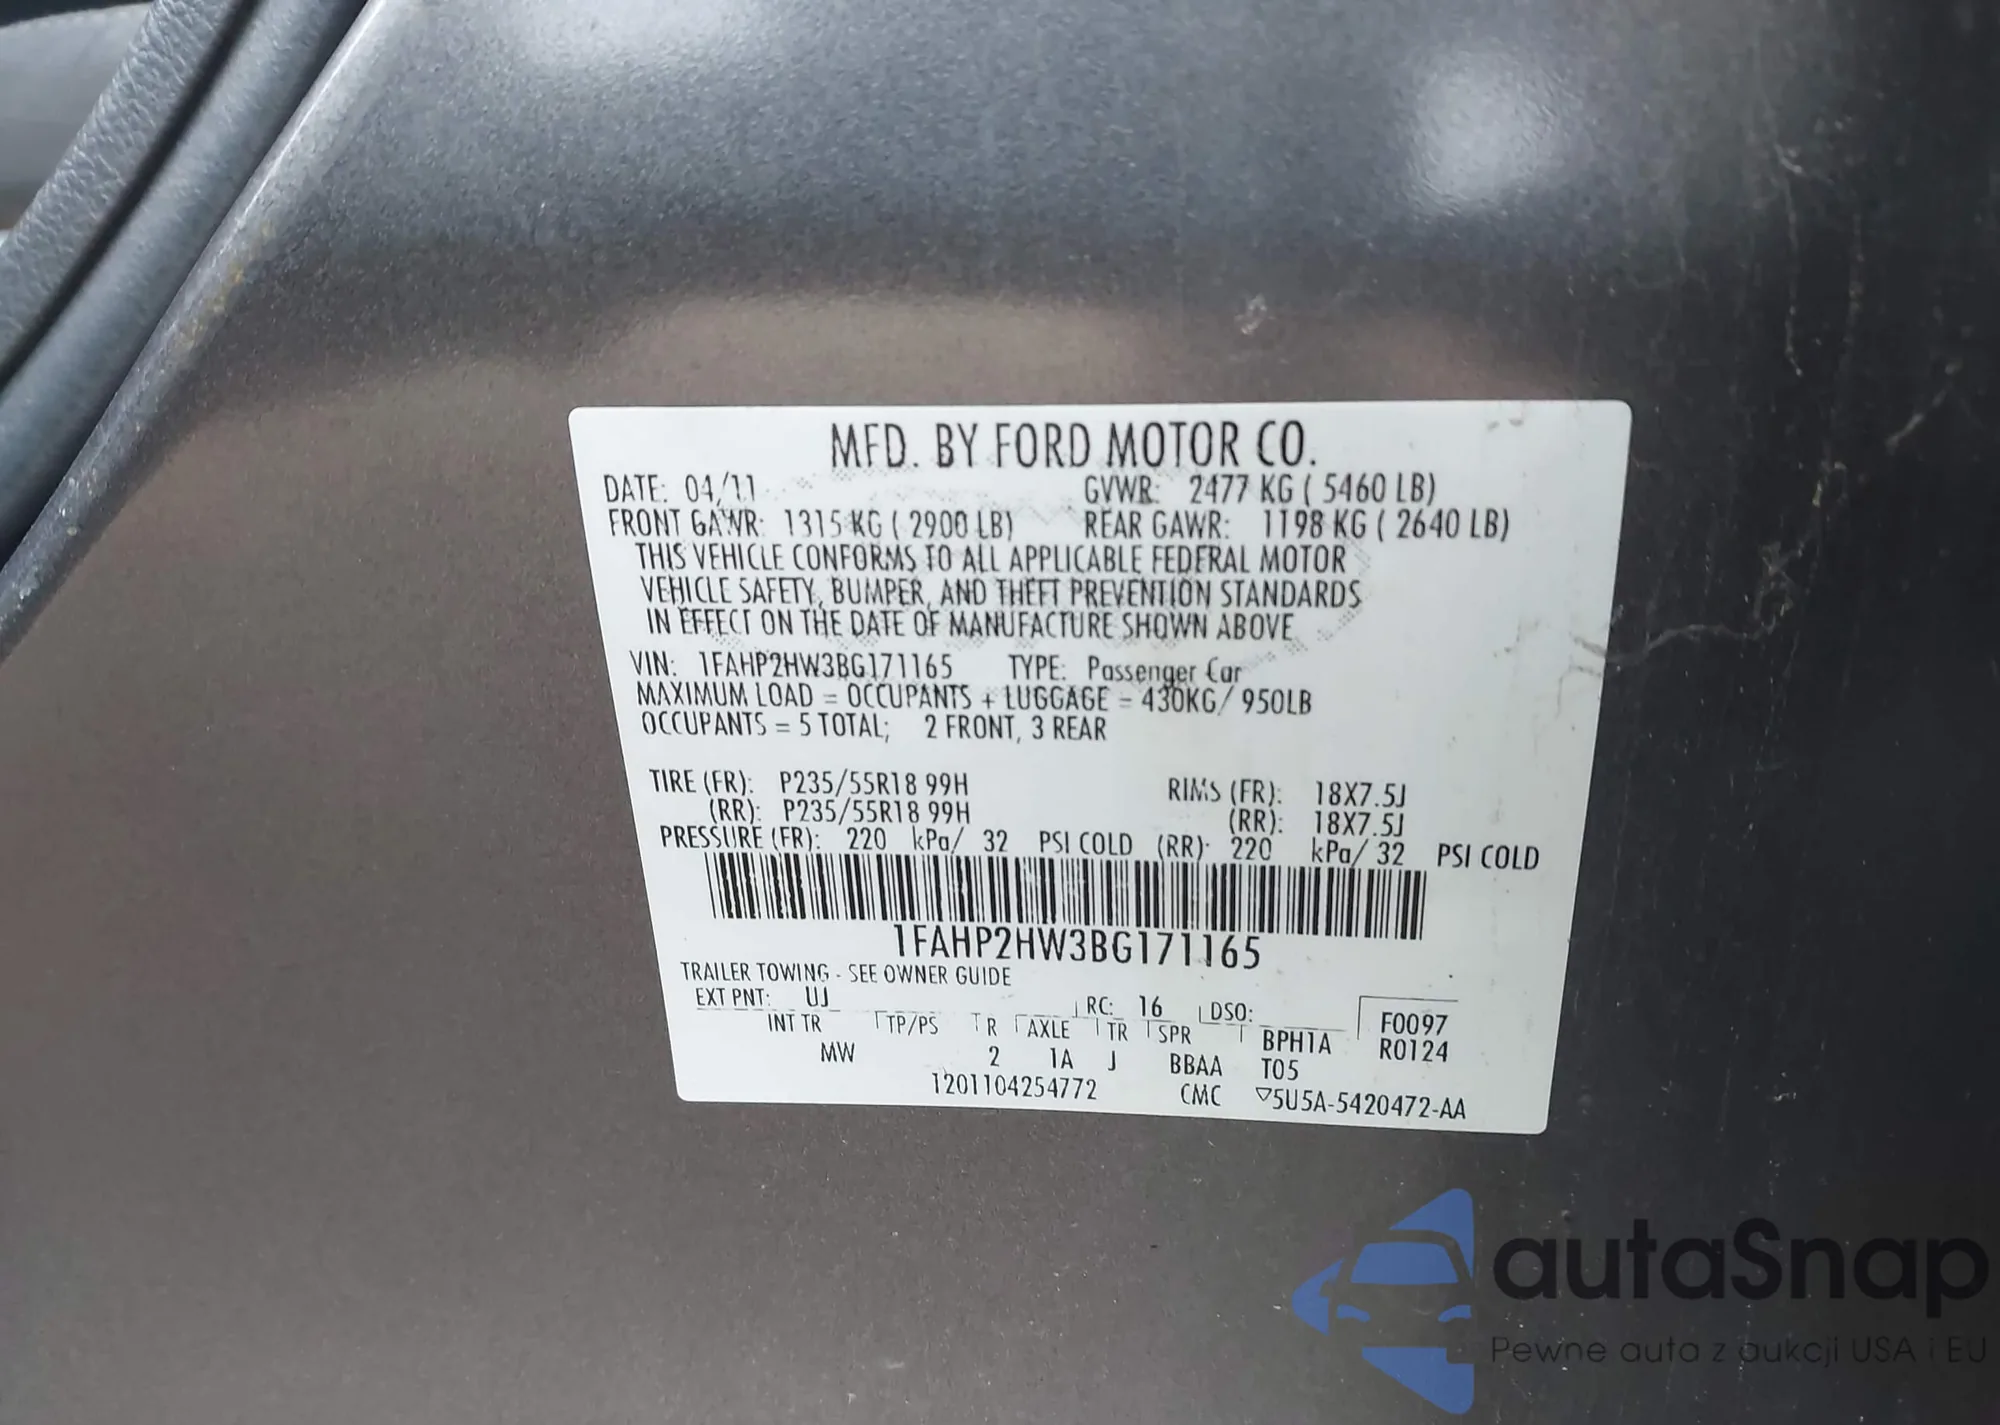 MFD. BY FORD MOTOR CO.
DATE: 04/11 GVWR: 2477 KG ( 5460 LB)
FRONT GAWR: 1315 KG ( 2900 LB) REAR GAWR: 1198 KG ( 2640 LB)
THIS VEHICLE CONFORMS TO ALL APPLICABLE FEDERAL MOTOR
VEHICLE SAFETY, BUMPER, AND THEFT PREVENTION STANDARDS
IN EFFECT ON THE DATE OF MANUFACTURE SHOWN ABOVE
VIN: 1FAHP2HW3BG171165 TYPE: Passenger Car
MAXIMUM LOAD = OCCUPANTS + LUGGAGE = 430KG/ 950LB
OCCUPANTS = 5 TOTAL; 2 FRONT, 3 REAR
TIRE (FR): P235/55R18 99H RIMS (FR): 18X7.5J
(RR): P235/55R18 99H (RR): 18X7.5J
PRESSURE (FR): 220 kPa/ 32 PSI COLD (RR): 220 kPa/ 32 PSI COLD
1FAHP2HW3BG171165
TRAILER TOWING - SEE OWNER GUIDE
EXT PNT: UJ RC: 16 DSO: F0097
INT TR TP/PS R AXLE TR SPR BPH1A R0124
MW 2 1A J BBAA T05
1201104254772 CMC ▽5U5A-5420472-AA
autaSnap
Pewne auta z aukcji USA i EU